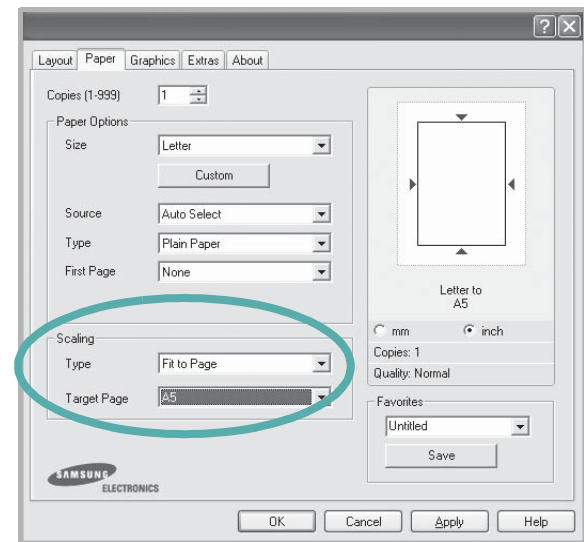 Layout Paper Graphics Extras About
Copies (1-999) 1
Paper Options
Size Letter
Custom
Source Auto Select
Type Plain Paper
First Page None
Letter to
A5
mm inch
Copies: 1
Quality: Normal
Scaling
Type Fit to Page
Target Page A5
Favorites
Untitled
Save
SAMSUNG
ELECTRONICS
OK Cancel Apply Help